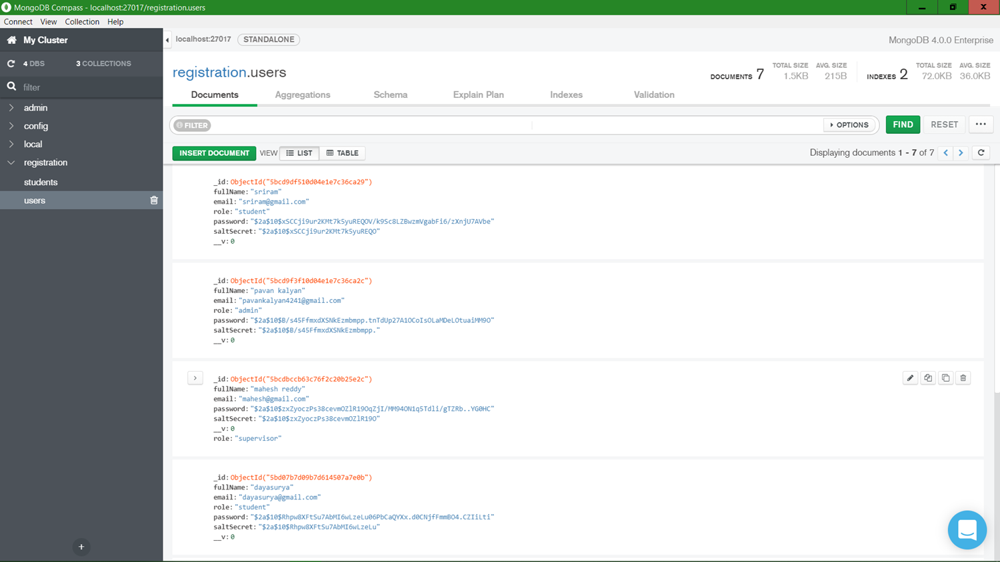 MongoDB Compass - localhost:27017/registration.users
Connect View Collection Help
My Cluster
localhost:27017 STANDALONE
MongoDB 4.0.0 Enterprise
4 DBS 3 COLLECTIONS
filter
admin
config
local
registration
students
users
registration.users
DOCUMENTS 7 TOTAL SIZE 1.5KB AVG. SIZE 215B INDEXES 2 TOTAL SIZE 72.0KB AVG. SIZE 36.0KB
Documents Aggregations Schema Explain Plan Indexes Validation
FILTER OPTIONS FIND RESET ...
INSERT DOCUMENT VIEW LIST TABLE Displaying documents 1 - 7 of 7
_id: ObjectId("5bcd9df510d04e1e7c36ca29")
fullName: "sriram"
email: "sriram@gmail.com"
role: "student"
password: "$2a$10$xSCCji9ur2KMt7k5yuREQOV/k9Sc8LZBwzmVgabFi6/zXnjU7AVbe"
saltSecret: "$2a$10$xSCCji9ur2KMt7k5yuREQO"
__v: 0
_id: ObjectId("5bcd9f3f10d04e1e7c36ca2c")
fullName: "pavan kalyan"
email: "pavankalyan4241@gmail.com"
role: "admin"
password: "$2a$10$B/s45FfmxdXSNkEzmbmpp.tnTdUp27A1OCoIsOLaMDeLOtuaiMM9O"
saltSecret: "$2a$10$B/s45FfmxdXSNkEzmbmpp."
__v: 0
_id: ObjectId("5bcdbccb63c76f2c20b25e2c")
fullName: "mahesh reddy"
email: "mahesh@gmail.com"
password: "$2a$10$zxZyoczPs38cevmOZlR19OqZjI/MM94ON1q5Tdli/gTZRb..YG0HC"
saltSecret: "$2a$10$zxZyoczPs38cevmOZlR19O"
__v: 0
role: "supervisor"
_id: ObjectId("5bd07b7d09b7d614507a7e0b")
fullName: "dayasurya"
email: "dayasurya@gmail.com"
role: "student"
password: "$2a$10$Rhpw8XFtSu7AbMI6wLzeLu06PbCaQYXx.d0CNjfFmmBO4.CZIiLti"
saltSecret: "$2a$10$Rhpw8XFtSu7AbMI6wLzeLu"
__v: 0